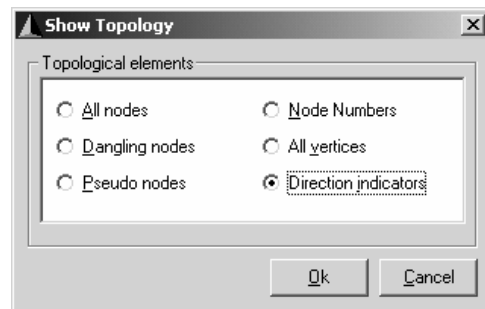 Show Topology
Topological elements
All nodes
Node Numbers
Dangling nodes
All vertices
Pseudo nodes
Direction indicators
Ok
Cancel